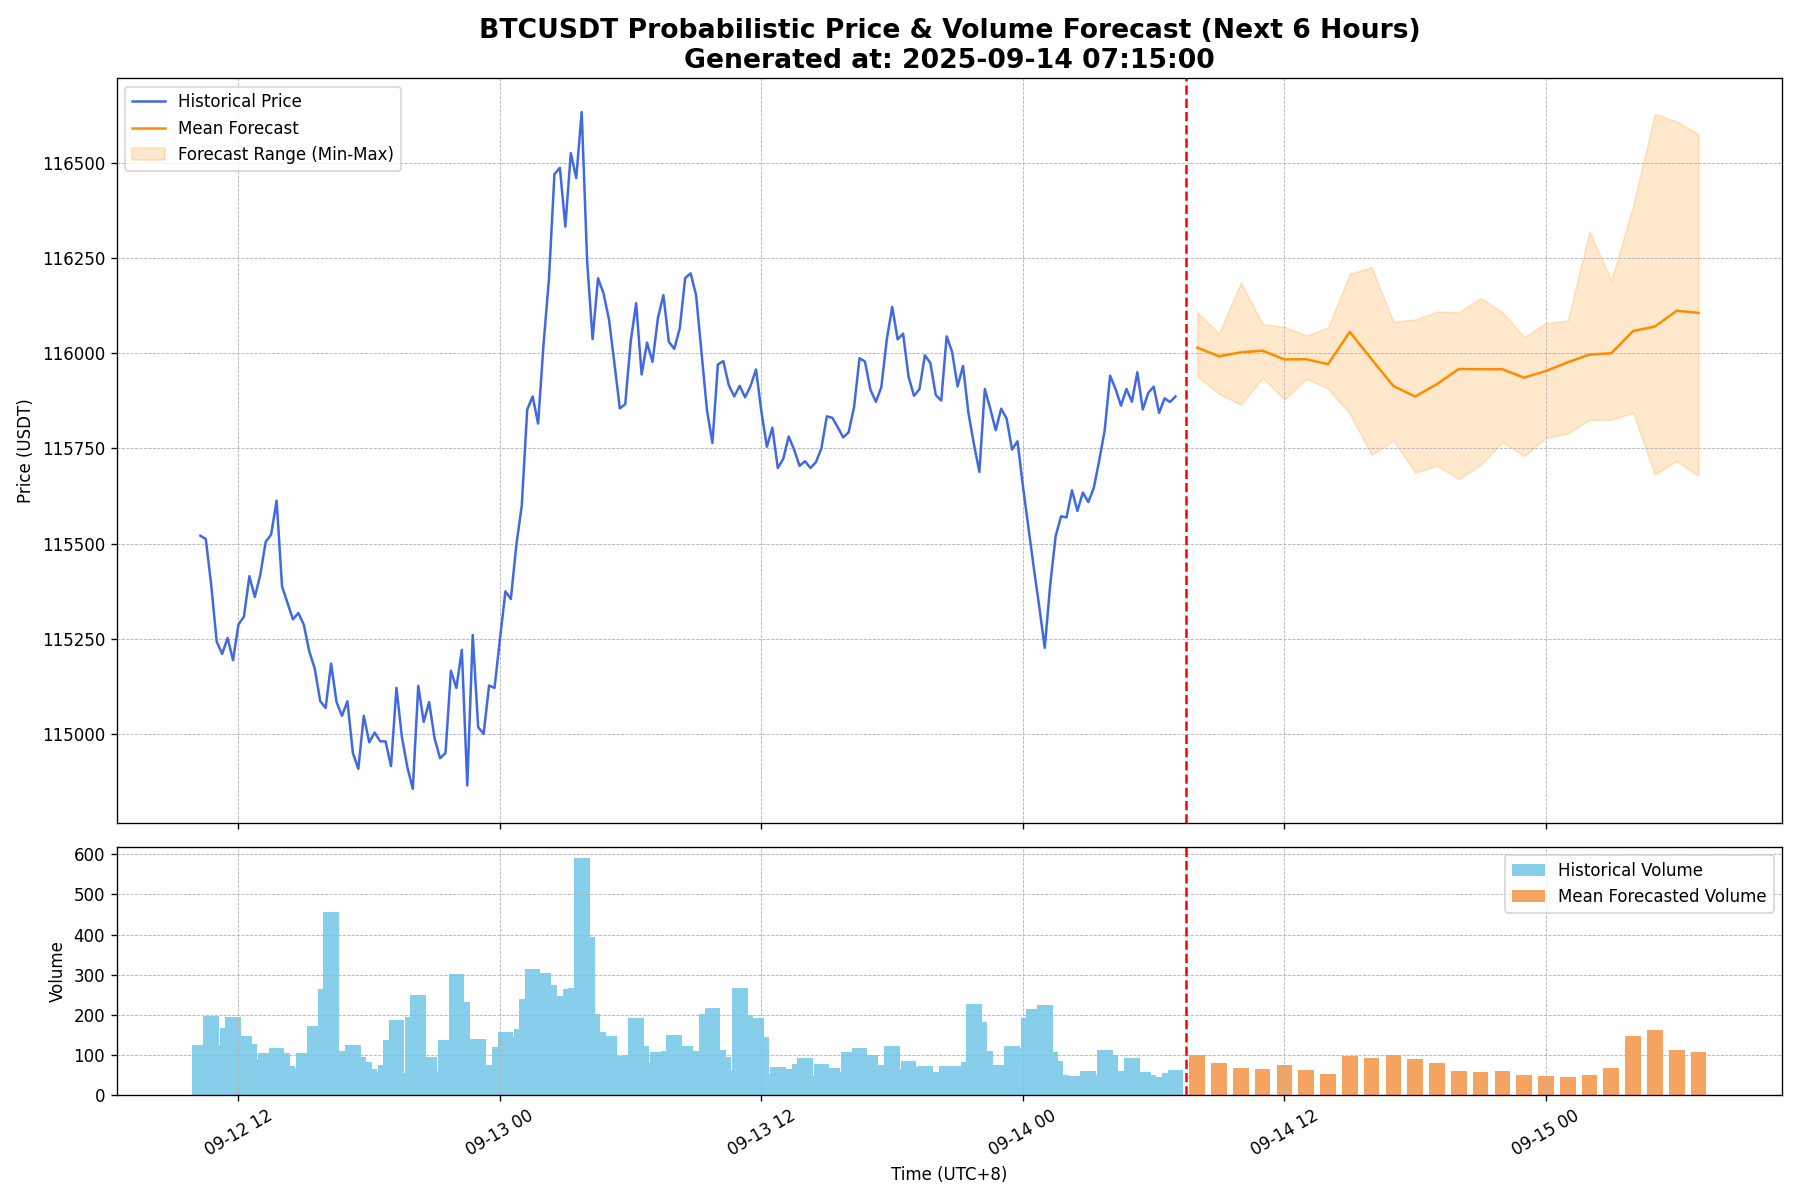 BTCUSDT Probabilistic Price & Volume Forecast (Next 6 Hours)
Generated at: 2025-09-14 07:15:00
Historical Price
Mean Forecast
Forecast Range (Min-Max)
116500
116250
116000
115750
115500
115250
115000
Price (USDT)
Historical Volume
Mean Forecasted Volume
600
500
400
300
200
100
0
Volume
09-12 12
09-13 00
09-13 12
09-14 00
09-14 12
09-15 00
Time (UTC+8)